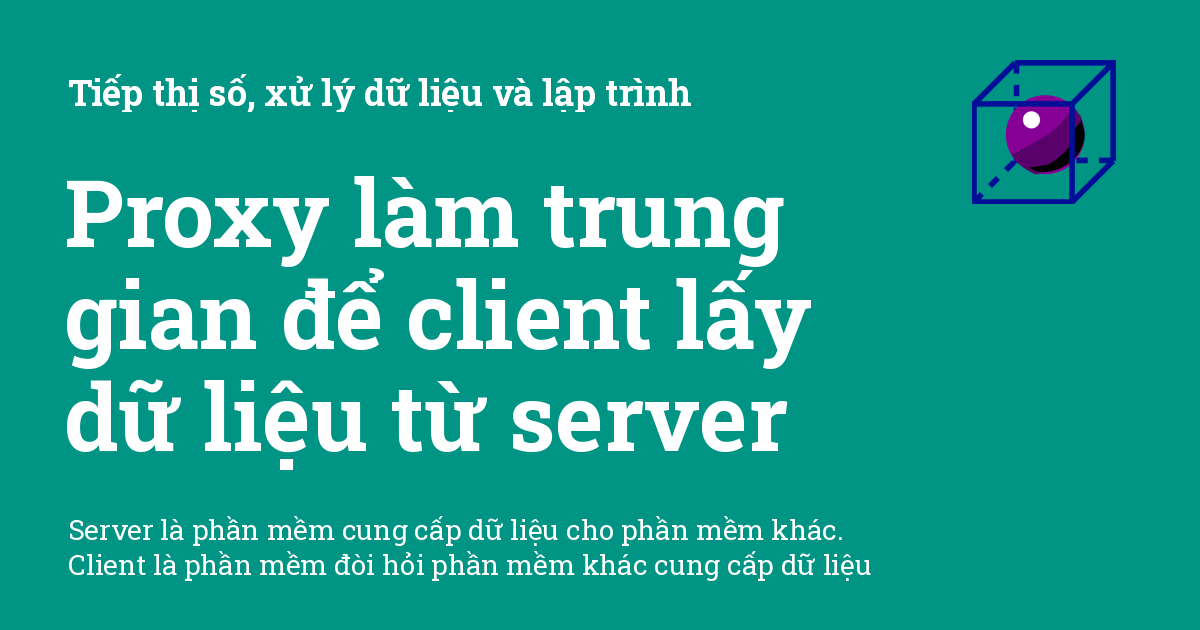 Tiếp thị số, xử lý dữ liệu và lập trình
Proxy làm trung
gian để client lấy
dữ liệu từ server
Server là phần mềm cung cấp dữ liệu cho phần mềm khác.
Client là phần mềm đòi hỏi phần mềm khác cung cấp dữ liệu